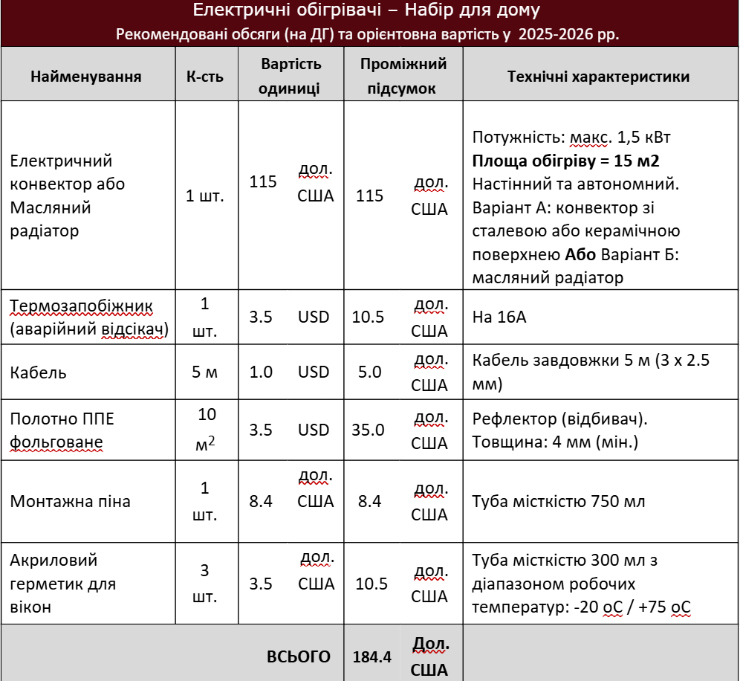 Електричні обігрівачі – Набір для дому
Рекомендовані обсяги (на ДГ) та орієнтовна вартість у 2025-2026 рр.
Найменування
К-сть
Вартість
одиниці
Проміжний
підсумок
Технічні характеристики
Електричний
конвектор або
Масляний
радіатор
1 шт.
115
дол.
США
115
дол.
США
Потужність: макс. 1,5 кВт
Площа обігріву = 15 м2
Настінний та автономний.
Варіант А: конвектор зі
сталевою або керамічною
поверхнею Або Варіант Б:
масляний радіатор
Термозапобіжник
(аварійний відсікач)
1
шт.
3.5
USD
10.5
дол.
США
На 16А
Кабель
5 м
1.0
USD
5.0
дол.
США
Кабель завдовжки 5 м (3 х 2.5
мм)
Полотно ППЕ
фольговане
10
м2
3.5
USD
35.0
дол.
США
Рефлектор (відбивач).
Товщина: 4 мм (мін.)
Монтажна піна
1
шт.
8.4
дол.
США
8.4
дол.
США
Туба місткістю 750 мл
Акриловий
герметик для
вікон
3
шт.
3.5
дол.
США
10.5
дол.
США
Туба місткістю 300 мл з
діапазоном робочих
температур: -20 оС / +75 оС
ВСЬОГО
184.4
Дол.
США